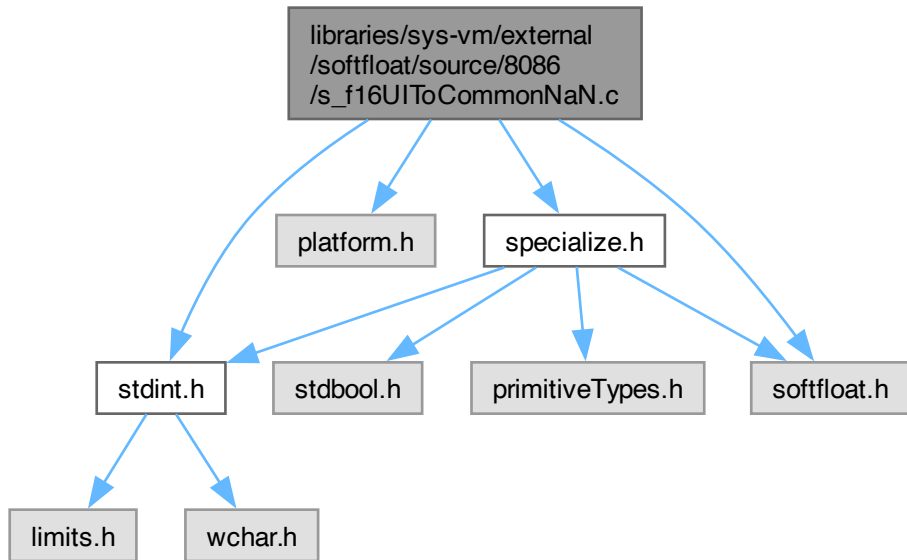 libraries/sys-vm/external
/softfloat/source/8086
/s_f16UIToCommonNaN.c
platform.h
specialize.h
stdint.h
stdbool.h
primitiveTypes.h
softfloat.h
limits.h
wchar.h